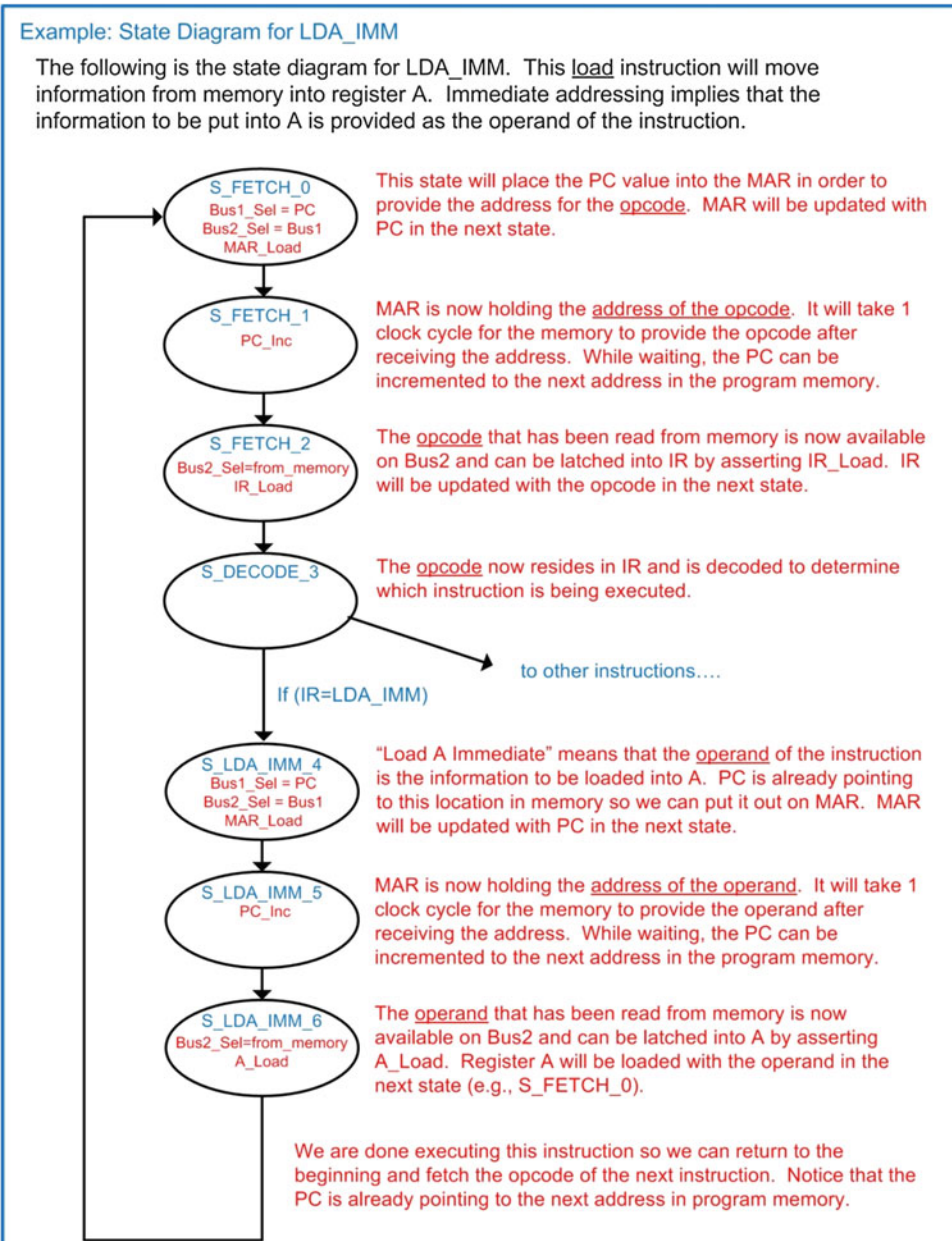 Example: State Diagram for LDA_IMM
The following is the state diagram for LDA_IMM. This load instruction will move
information from memory into register A. Immediate addressing implies that the
information to be put into A is provided as the operand of the instruction.
S_FETCH_0
Bus1_Sel = PC
Bus2_Sel = Bus1
MAR_Load
This state will place the PC value into the MAR in order to
provide the address for the opcode. MAR will be updated with
PC in the next state.
S_FETCH_1
PC_Inc
MAR is now holding the address of the opcode. It will take 1
clock cycle for the memory to provide the opcode after
receiving the address. While waiting, the PC can be
incremented to the next address in the program memory.
S_FETCH_2
Bus2_Sel=from_memory
IR_Load
The opcode that has been read from memory is now available
on Bus2 and can be latched into IR by asserting IR_Load. IR
will be updated with the opcode in the next state.
S_DECODE_3
The opcode now resides in IR and is decoded to determine
which instruction is being executed.
to other instructions....
If (IR=LDA_IMM)
S_LDA_IMM_4
Bus1_Sel = PC
Bus2_Sel = Bus1
MAR_Load
“Load A Immediate” means that the operand of the instruction
is the information to be loaded into A. PC is already pointing
to this location in memory so we can put it out on MAR. MAR
will be updated with PC in the next state.
S_LDA_IMM_5
PC_Inc
MAR is now holding the address of the operand. It will take 1
clock cycle for the memory to provide the operand after
receiving the address. While waiting, the PC can be
incremented to the next address in the program memory.
S_LDA_IMM_6
Bus2_Sel=from_memory
A_Load
The operand that has been read from memory is now
available on Bus2 and can be latched into A by asserting
A_Load. Register A will be loaded with the operand in the
next state (e.g., S_FETCH_0).
We are done executing this instruction so we can return to the
beginning and fetch the opcode of the next instruction. Notice that the
PC is already pointing to the next address in program memory.